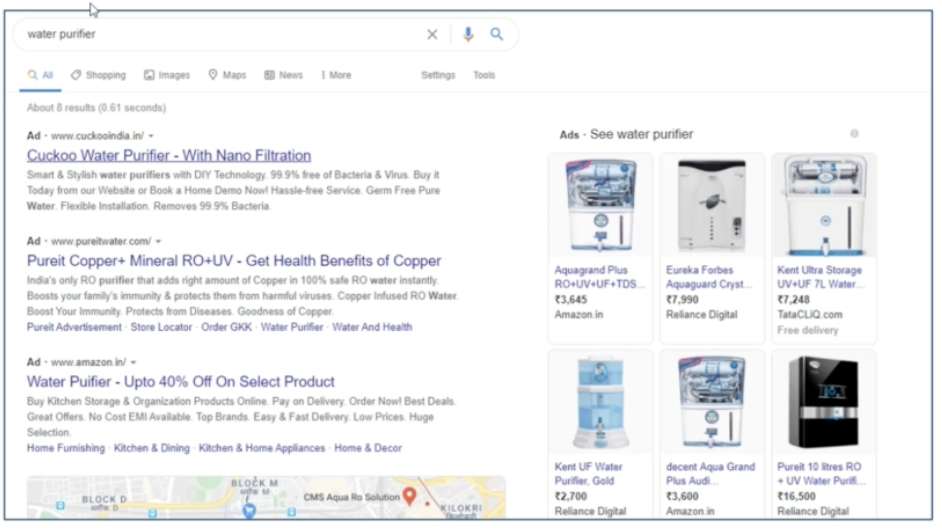 water purifier
All
Shopping
Images
Maps
News
More
Settings
Tools
About 8 results (0.61 seconds)
Ad · www.cuckooindia.in/
Cuckoo Water Purifier - With Nano Filtration
Smart & Stylish water purifiers with DIY Technology. 99.9% free of Bacteria & Virus. Buy it
Today from our Website or Book a Home Demo Now! Hassle-free Service. Germ Free Pure
Water. Flexible Installation. Removes 99.9% Bacteria.
Ad · www.pureitwater.com/
Pureit Copper+ Mineral RO+UV - Get Health Benefits of Copper
India's only RO purifier that adds right amount of Copper in 100% safe RO water instantly.
Boosts your family's immunity & protects them from harmful viruses. Copper Infused RO Water.
Boost Your Immunity. Protects from Diseases. Goodness of Copper.
Pureit Advertisement · Store Locator · Order GKK · Water Purifier · Water And Health
Ad · www.amazon.in/
Water Puifier - Upto 40% Off On Select Product
Buy Kitchen Storage & Organization Products Online. Pay on Delivery. Order Now! Best Deals.
Great Offers. No Cost EMI Available. Top Brands. Easy & Fast Delivery. Low Prices. Huge
Selection.
Home Furnishing · Kitchen & Dining · Kitchen & Home Appliances · Home & Decor
BLOCK D
ब्लॉक डी
BLOCK M
ब्लॉक एम
CMS Aqua Ro Solution
KILOKRI
किलोकरी
Ads · See water purifier
Aquagrand Plus
RO+UV+UF+TDS...
₹3,645
Amazon.in
Eureka Forbes
Aquaguard Cryst...
₹7,990
Reliance Digital
Kent Ultra Storage
UV+UF 7L Water...
₹7,248
TataCLiQ.com
Free delivery
Kent UF Water
Purifier, Gold
₹2,700
Reliance Digital
decent Aqua Grand
Plus Audi...
₹3,600
Amazon.in
Pureit 10 litres RO
+ UV Water Purifi...
₹16,500
Reliance Digital